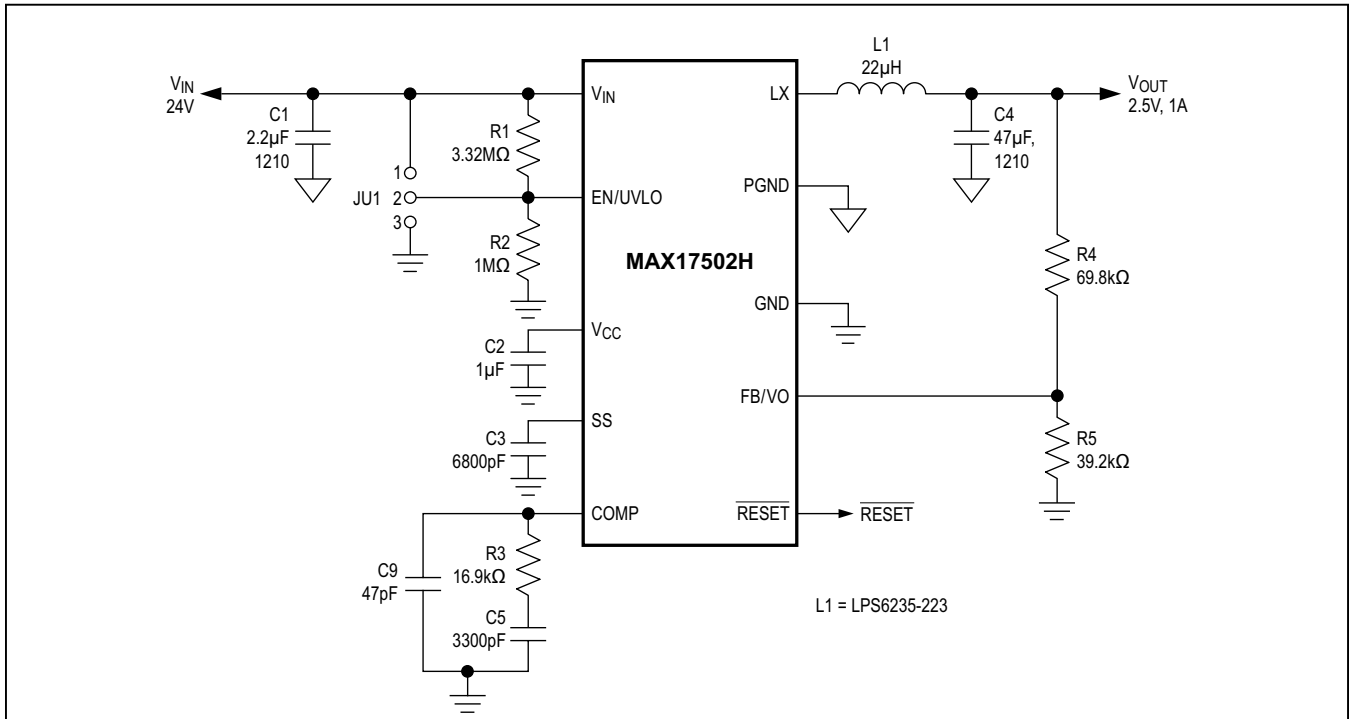 VIN
24V
C1
2.2µF
1210
JU1
1
2
3
R1
3.32MΩ
R2
1MΩ
C2
1µF
C3
6800pF
C9
47pF
R3
16.9kΩ
C5
3300pF
VIN
EN/UVLO
VCC
SS
COMP
MAX17502H
LX
PGND
GND
FB/VO
RESET
RESET
L1
22µH
C4
47µF,
1210
VOUT
2.5V, 1A
R4
69.8kΩ
R5
39.2kΩ
L1 = LPS6235-223